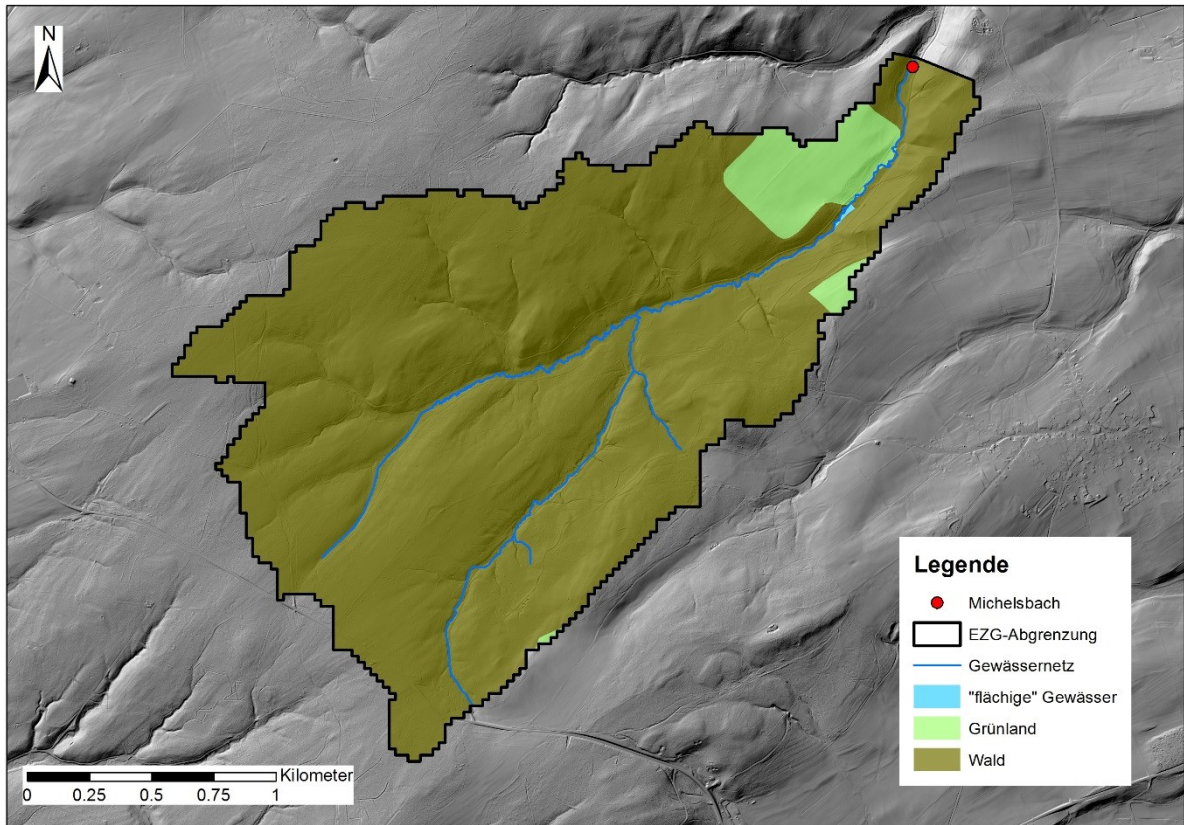 N
Legende
Michelsbach
EZG-Abgrenzung
Gewässernetz
"flächige" Gewässer
Grünland
Wald
Kilometer
0 0.25 0.5 0.75 1